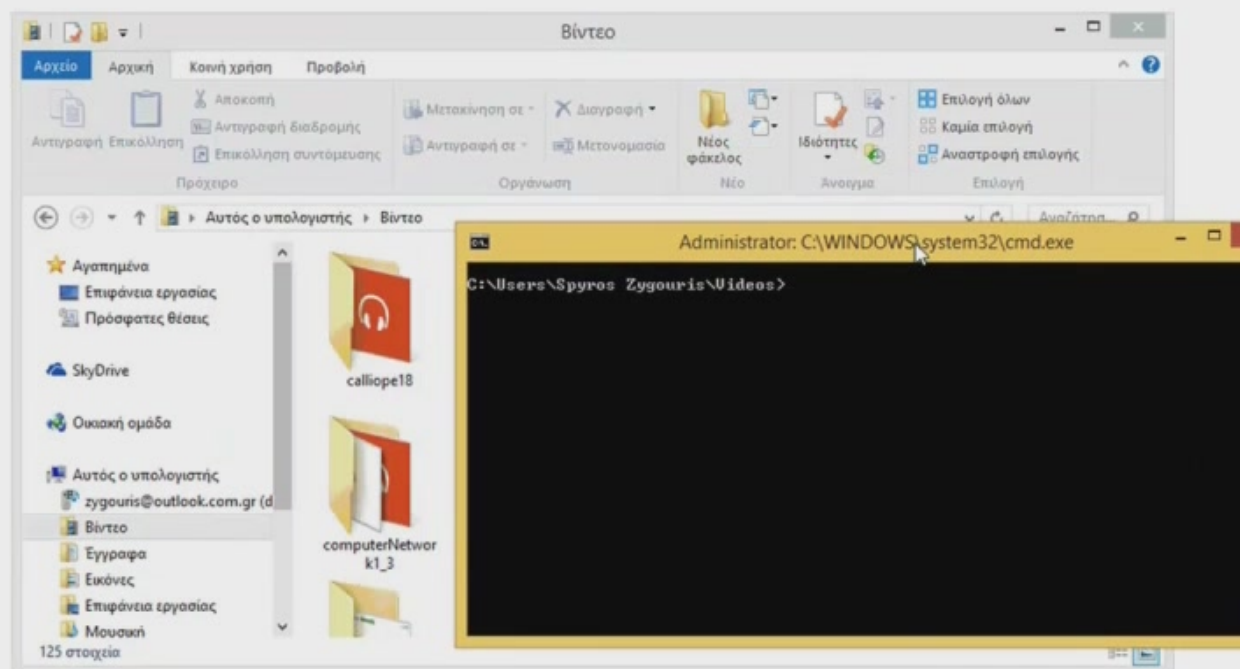 Βίντεο
Αρχείο Αρχική Κοινή χρήση Προβολή
Αντιγραφή Επικόλληση
Αποκοπή
Αντιγραφή διαδρομής
Επικόλληση συντόμευσης
Πρόχειρο
Μετακίνηση σε Διαγραφή
Αντιγραφή σε Μετονομασία
Οργάνωση
Νέος
φάκελος
Νέο
Ιδιότητες
Άνοιγμα
Επιλογή όλων
Καμία επιλογή
Αναστροφή επιλογής
Επιλογή
Αυτός ο υπολογιστής Βίντεο
Αγαπημένα
Επιφάνεια εργασίας
Πρόσφατες θέσεις
SkyDrive
Οικιακή ομάδα
Αυτός ο υπολογιστής
zygouris@outlook.com.gr (d
Βίντεο
Έγγραφα
Εικόνες
Επιφάνεια εργασίας
Μουσική
125 στοιχεία
calliope18
computerNetwor
k1_3
Administrator: C:\WINDOWS\system32\cmd.exe
C:\Users\Spyros Zygouris\Videos>